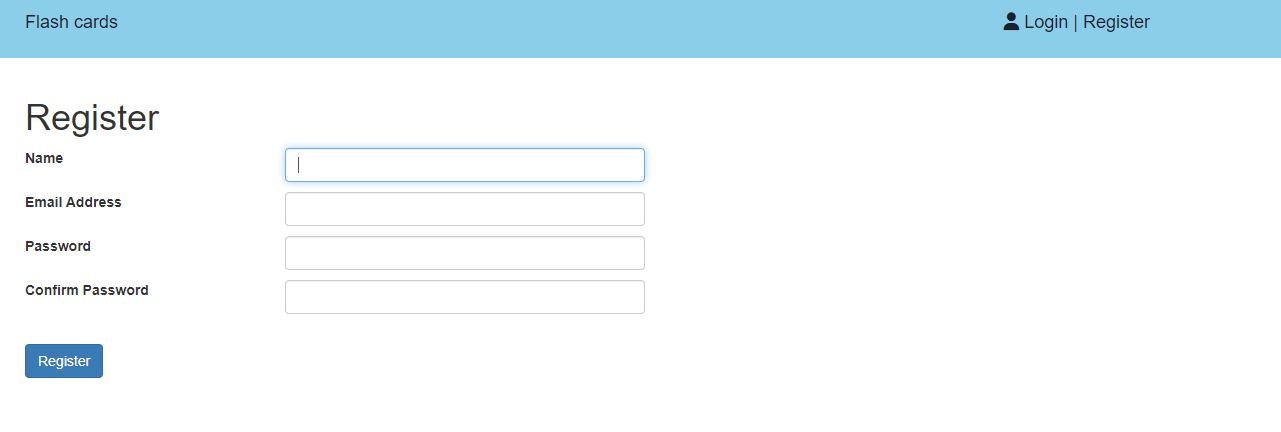 Flash cards
Login | Register
Register
Name
Email Address
Password
Confirm Password
Register